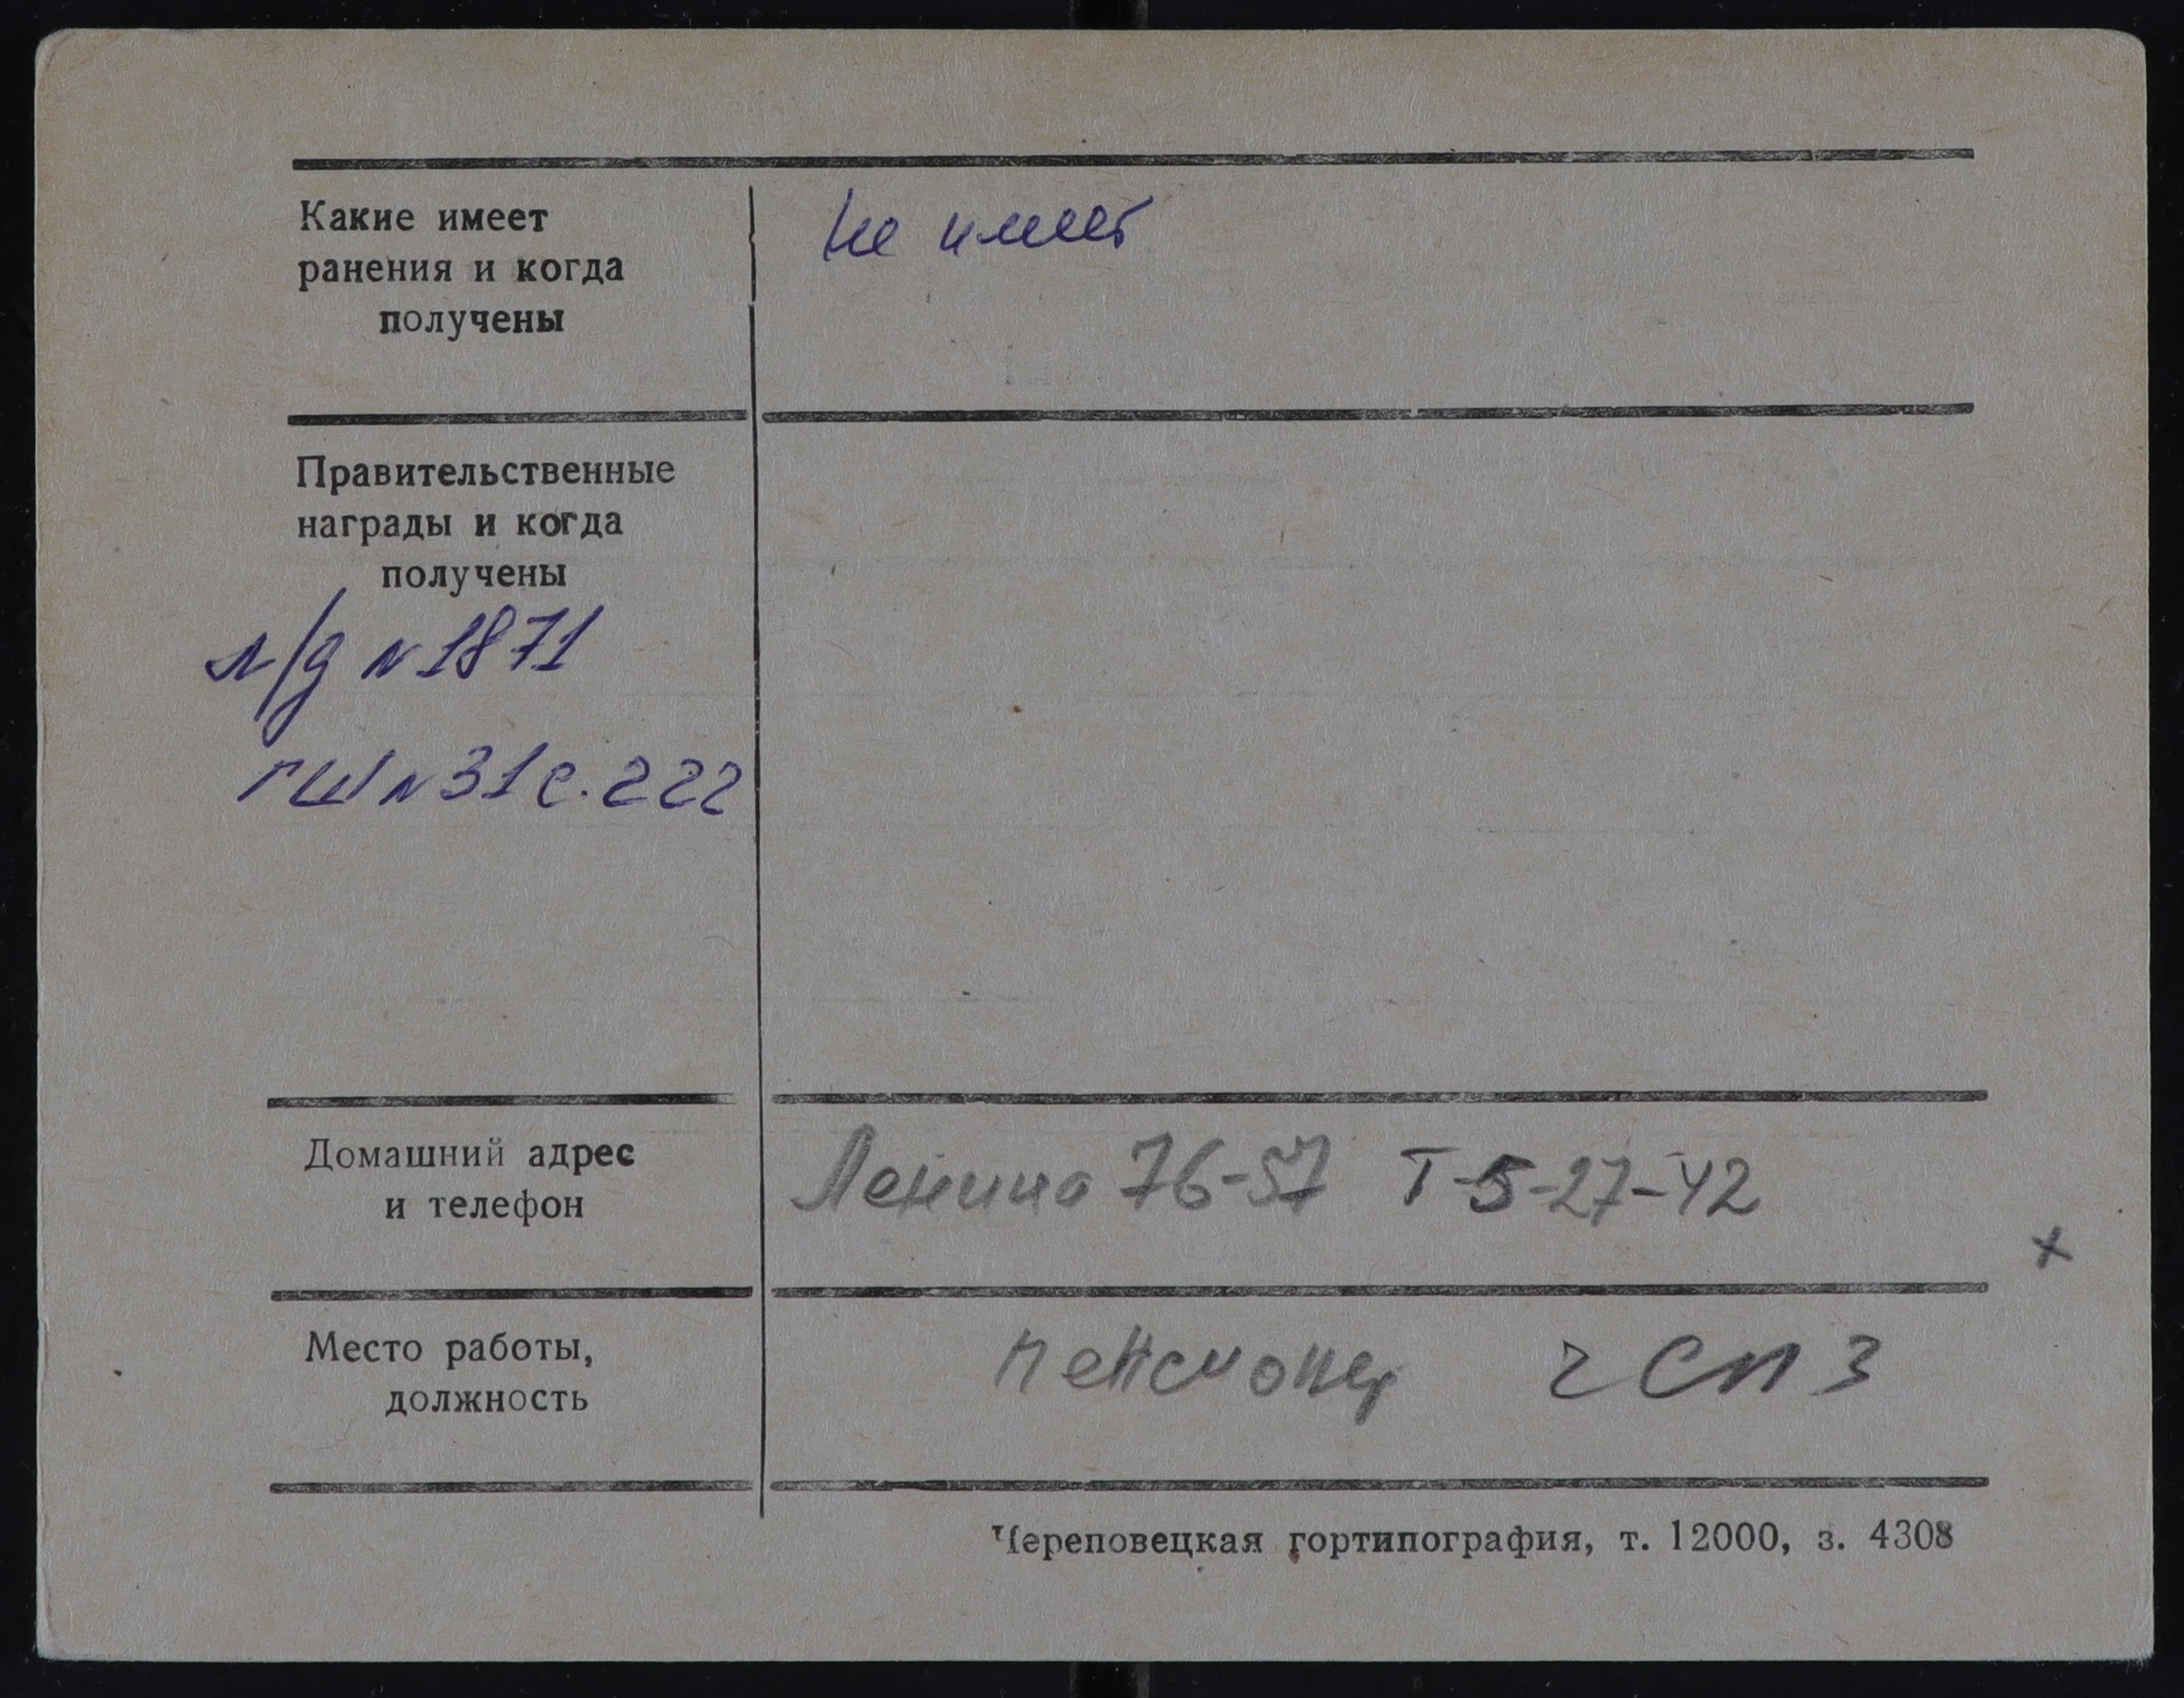 Какие имеет
ранения и когда
получены
не имеет
Правительственные
награды и когда
получены
л/д №1871
ГШ №31 с. 222
Домашний адрес
и телефон
Ленина 76-57 Т-5-27-42
х
Место работы,
должность
пенсионер ЧСПЗ
Череповецкая гортипография, т. 12000, з. 4308